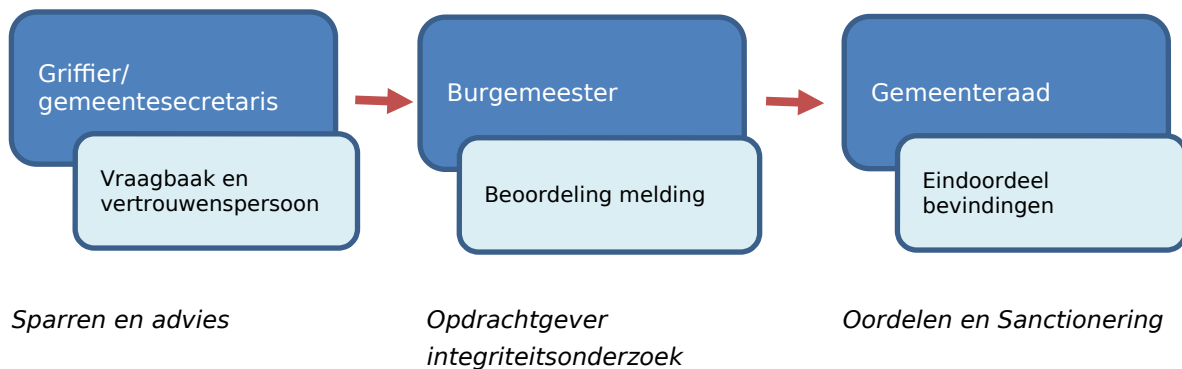 Griffier/
gemeentesecretaris
Vraagbaak en
vertrouwenspersoon
Burgemeester
Beoordeling melding
Gemeenteraad
Eindoordeel
bevindingen
Sparren en advies
Opdrachtgever
integriteitsonderzoek
Oordelen en Sanctionering